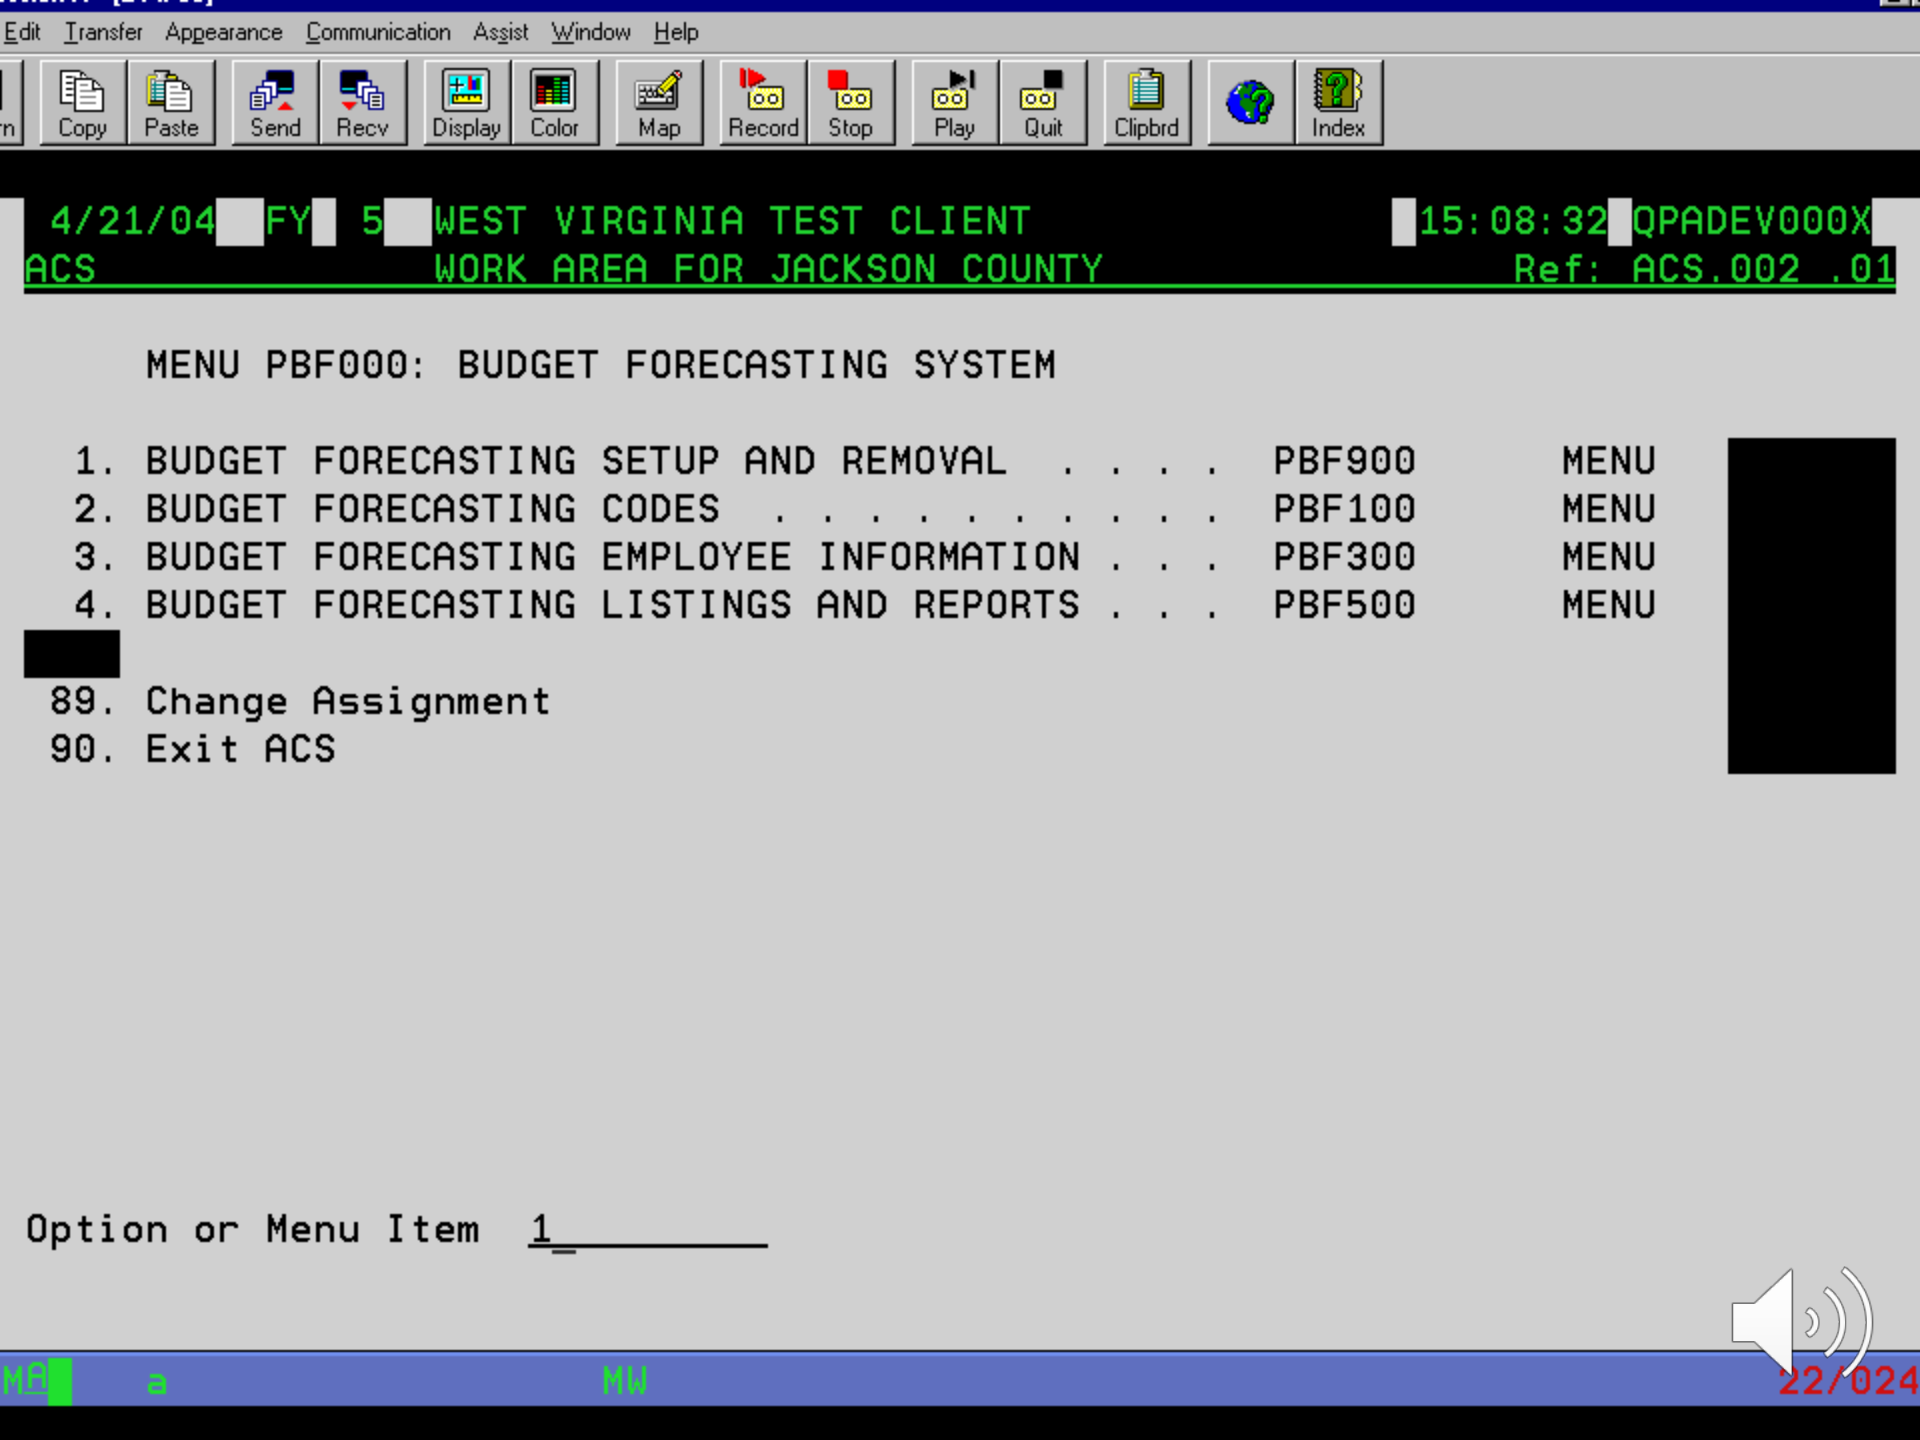 Edit Transfer Appearance Communication Assist Window Help
Copy Paste Send Recv Display Color Map Record Stop Play Quit Clipbrd Index
4/21/04 FY 5 WEST VIRGINIA TEST CLIENT 15:08:32 QPADEV000X
ACS WORK AREA FOR JACKSON COUNTY Ref: ACS.002 .01
MENU PBF000: BUDGET FORECASTING SYSTEM
1. BUDGET FORECASTING SETUP AND REMOVAL . . . . PBF900 MENU
2. BUDGET FORECASTING CODES . . . . . . . . . . PBF100 MENU
3. BUDGET FORECASTING EMPLOYEE INFORMATION . . . PBF300 MENU
4. BUDGET FORECASTING LISTINGS AND REPORTS . . . PBF500 MENU
89. Change Assignment
90. Exit ACS
Option or Menu Item 1_
MA a MW 22/024